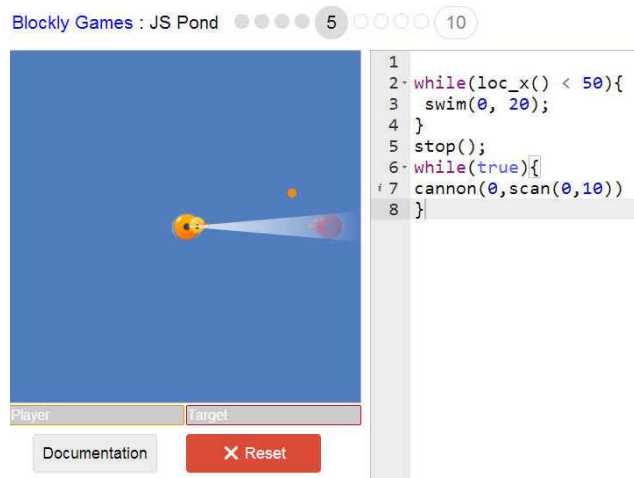 Blockly Games : JS Pond 5 10
1
2 while(loc_x() < 50){
3 swim(0, 20);
4 }
5 stop();
6 while(true){
i 7 cannon(0,scan(0,10))
8 }
Player Target
Documentation ✕ Reset